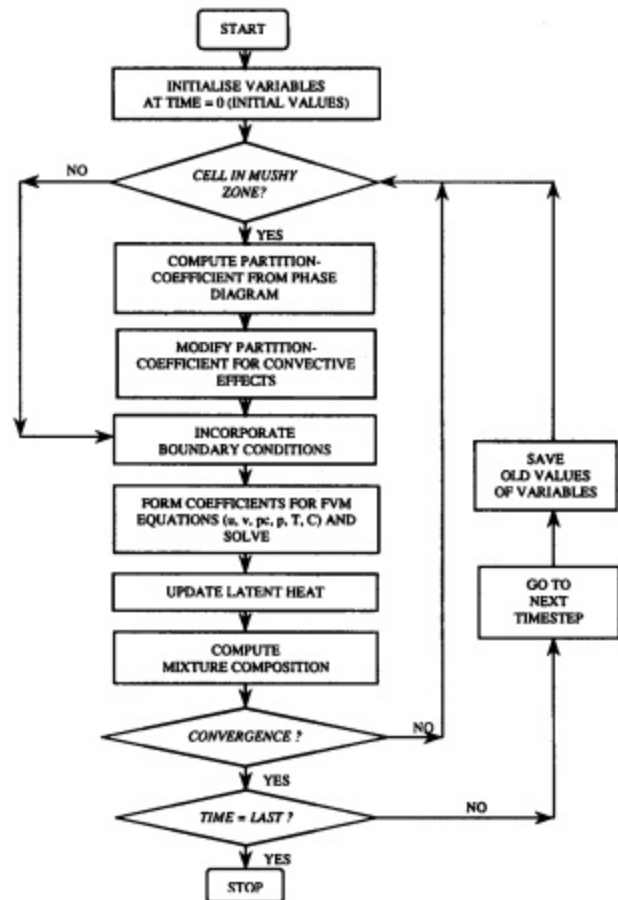 START
INITIALISE VARIABLES
AT TIME = 0 (INITIAL VALUES)
NO
CELL IN MUSHY
ZONE?
YES
COMPUTE PARTITION-
COEFFICIENT FROM PHASE
DIAGRAM
MODIFY PARTITION-
COEFFICIENT FOR CONVECTIVE
EFFECTS
INCORPORATE
BOUNDARY CONDITIONS
FORM COEFFICIENTS FOR FVM
EQUATIONS (u, v, pc, p, T, C) AND
SOLVE
UPDATE LATENT HEAT
COMPUTE
MIXTURE COMPOSITION
CONVERGENCE ?
NO
YES
TIME = LAST ?
NO
YES
STOP
SAVE
OLD VALUES
OF VARIABLES
GO TO
NEXT
TIMESTEP